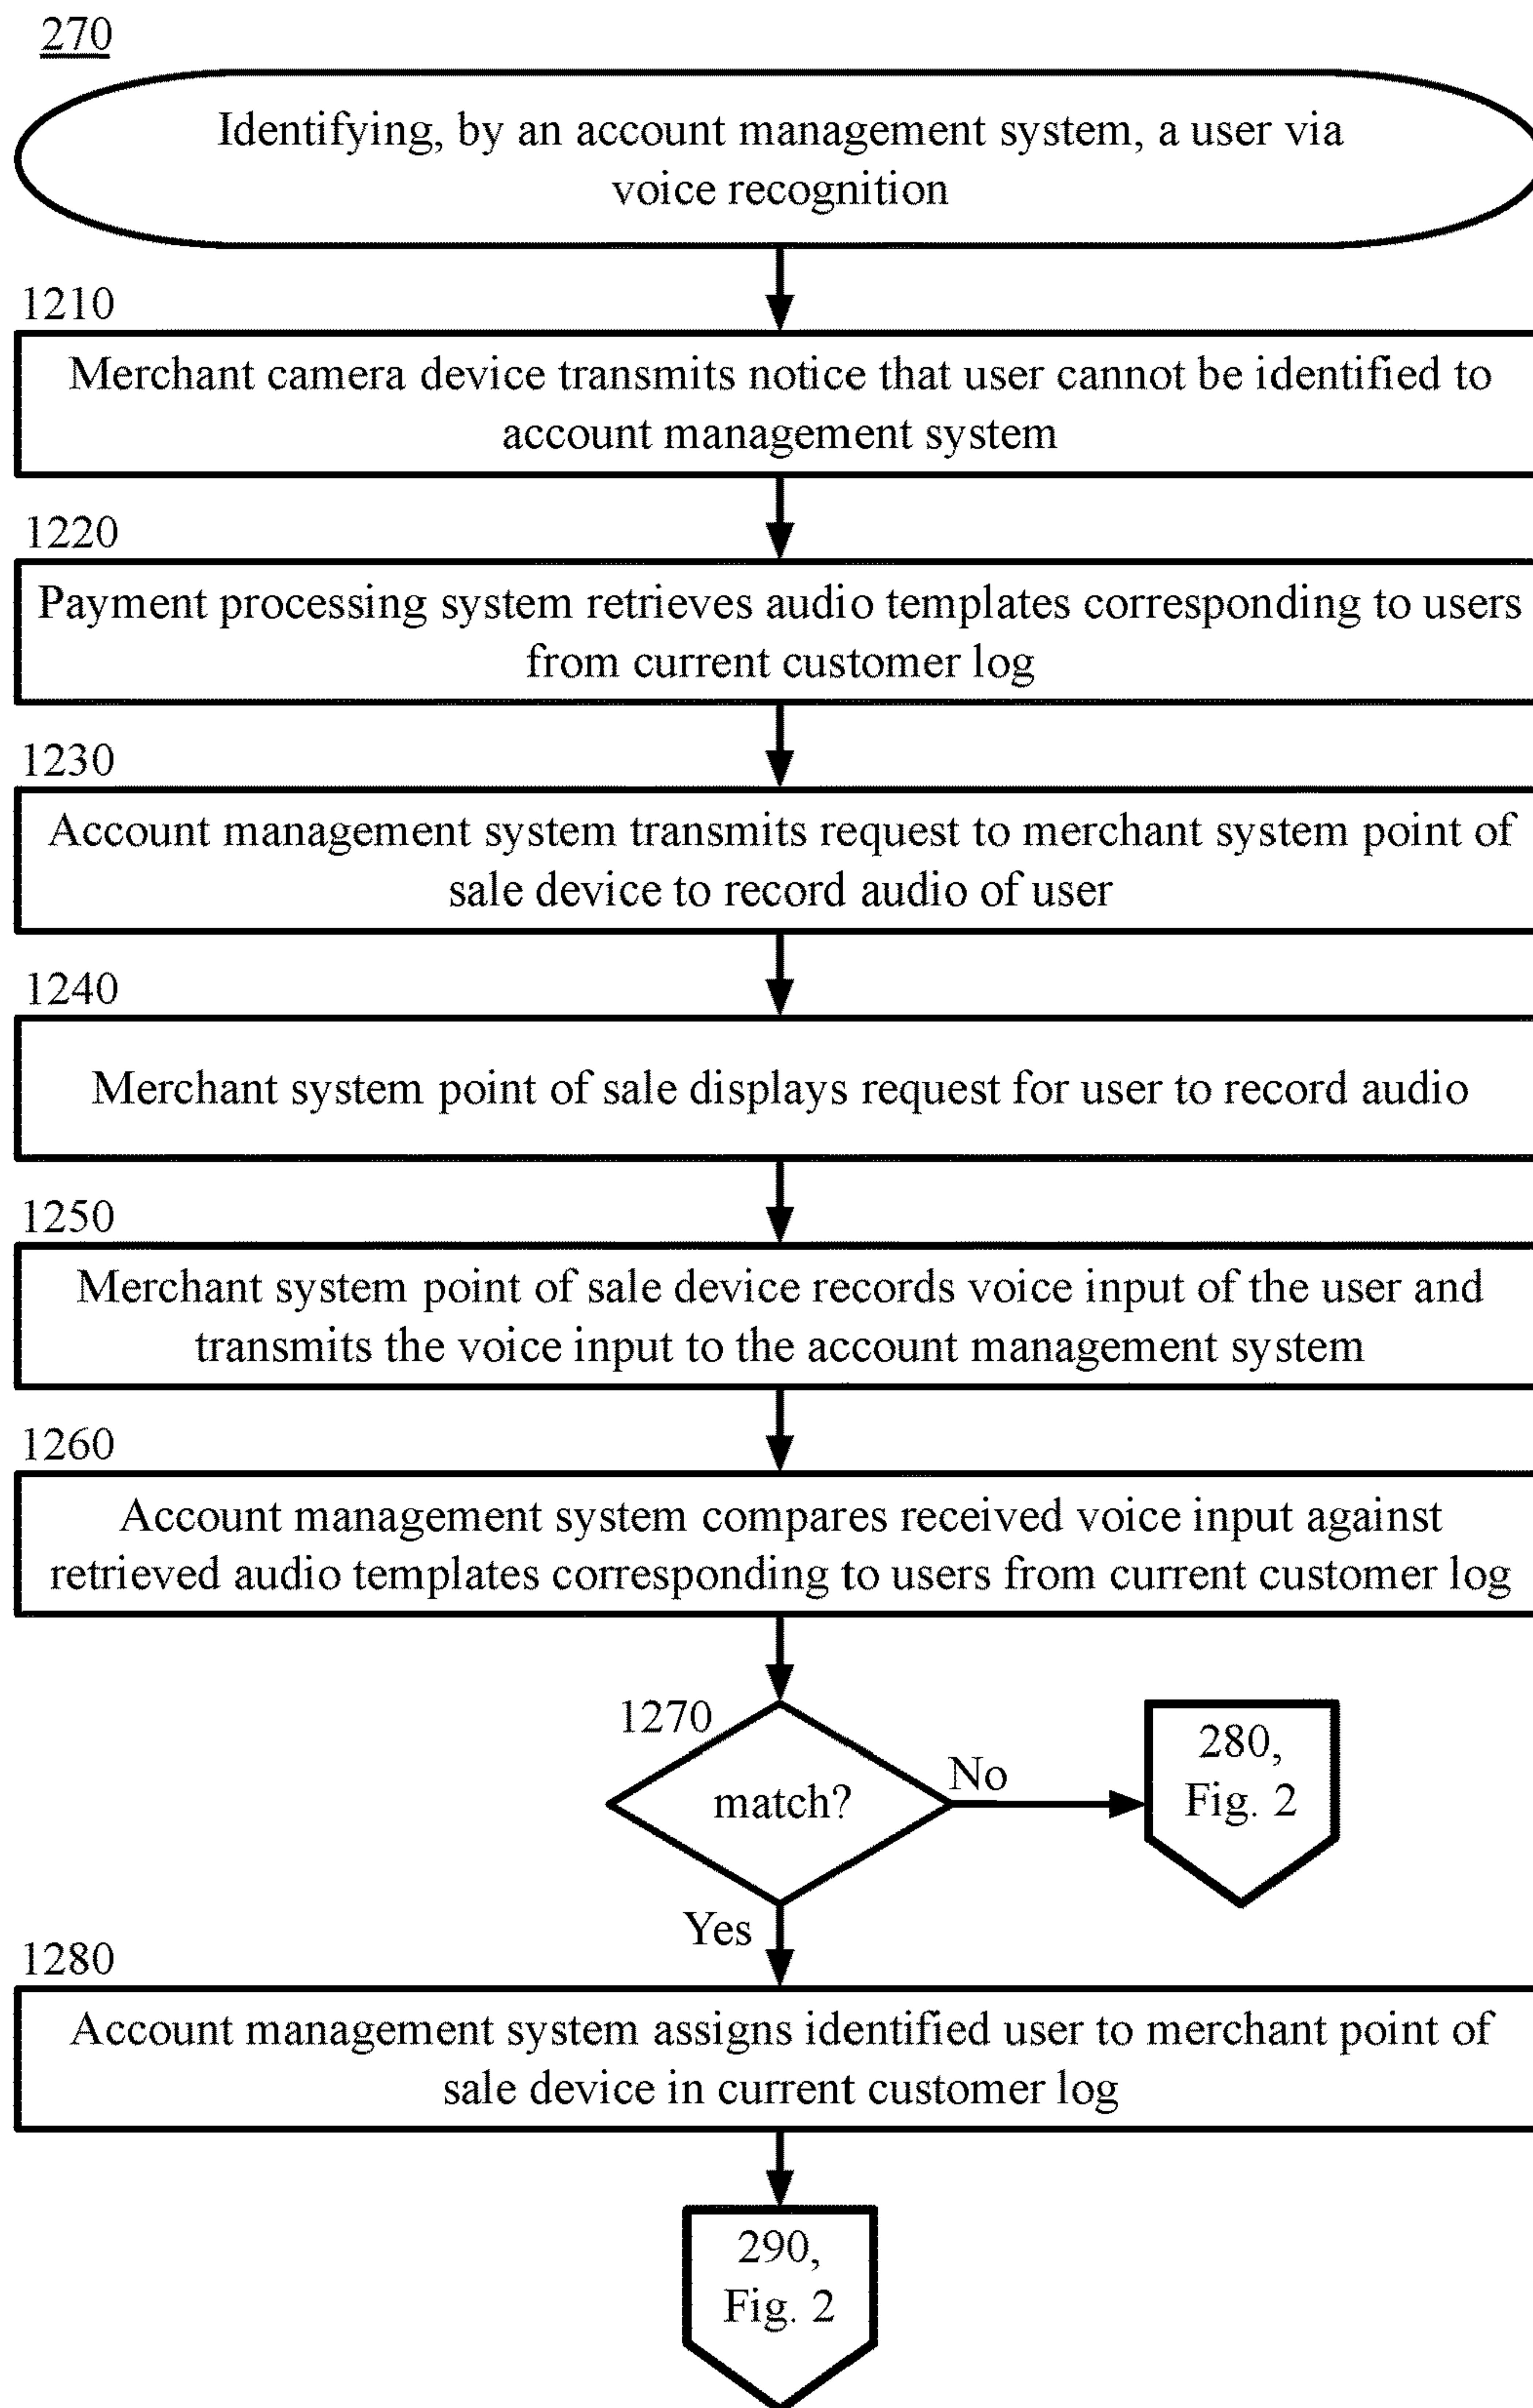 270
Identifying, by an account management system, a user via
voice recognition
1210
Merchant camera device transmits notice that user cannot be identified to
account management system
1220
Payment processing system retrieves audio templates corresponding to users
from current customer log
1230
Account management system transmits request to merchant system point of
sale device to record audio of user
1240
Merchant system point of sale displays request for user to record audio
1250
Merchant system point of sale device records voice input of the user and
transmits the voice input to the account management system
1260
Account management system compares received voice input against
retrieved audio templates corresponding to users from current customer log
1270
match?
No
280,
Fig. 2
Yes
1280
Account management system assigns identified user to merchant point of
sale device in current customer log
290,
Fig. 2